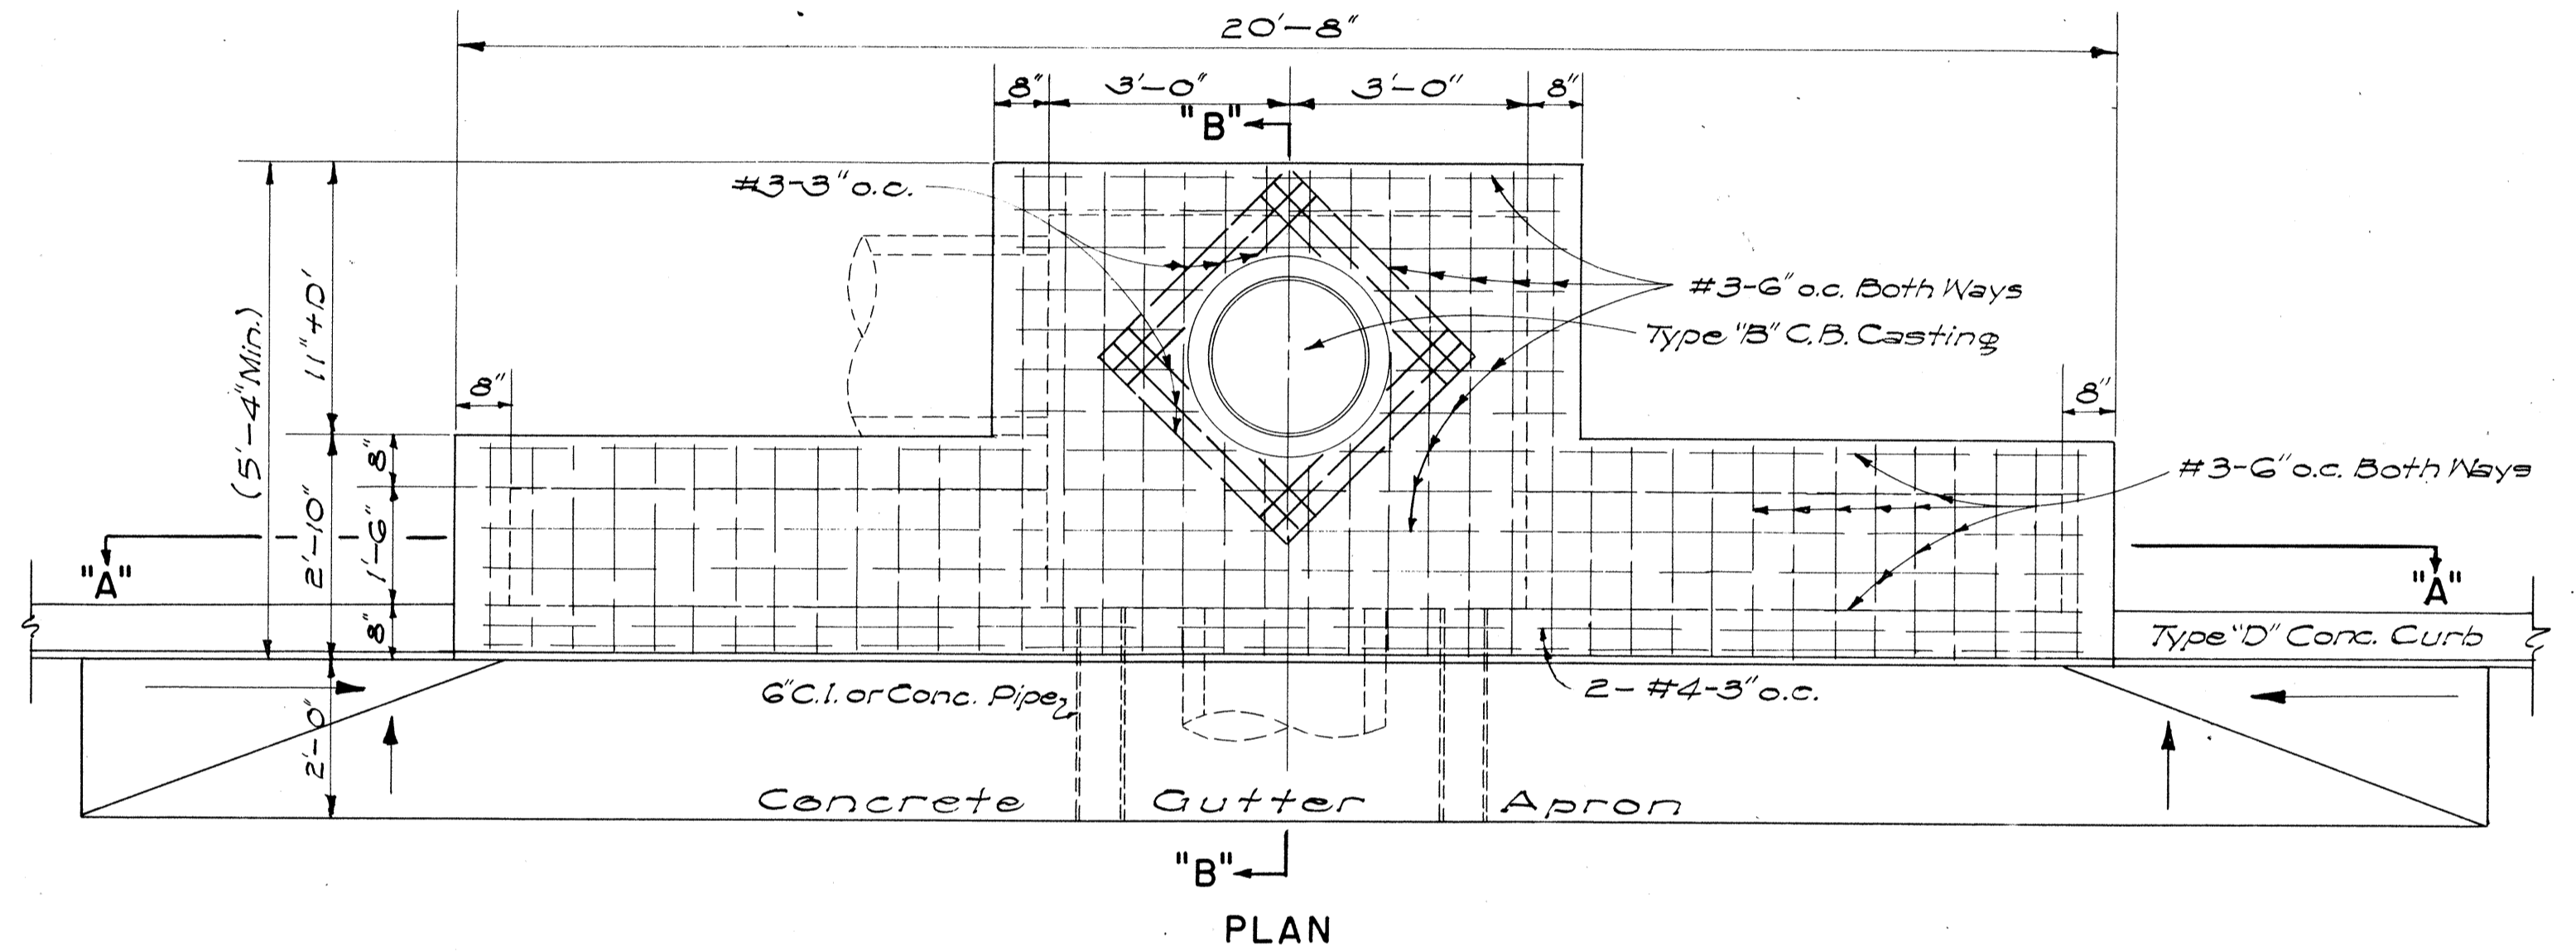 20'-8"
8" 3'-0" 3'-0" 8"
"B"
#3-3" o.c.
#3-6" o.c. Both Ways
Type "B" C.B. Casting
(5'-4" Min.)
11" + D'
8"
8"
8"
2'-10"
1'-6"
8"
#3-6" o.c. Both Ways
"A"
"A"
Type "D" Conc. Curb
6" C.I. or Conc. Pipe
2-#4-3" o.c.
2'-0"
Concrete Gutter Apron
"B"
PLAN